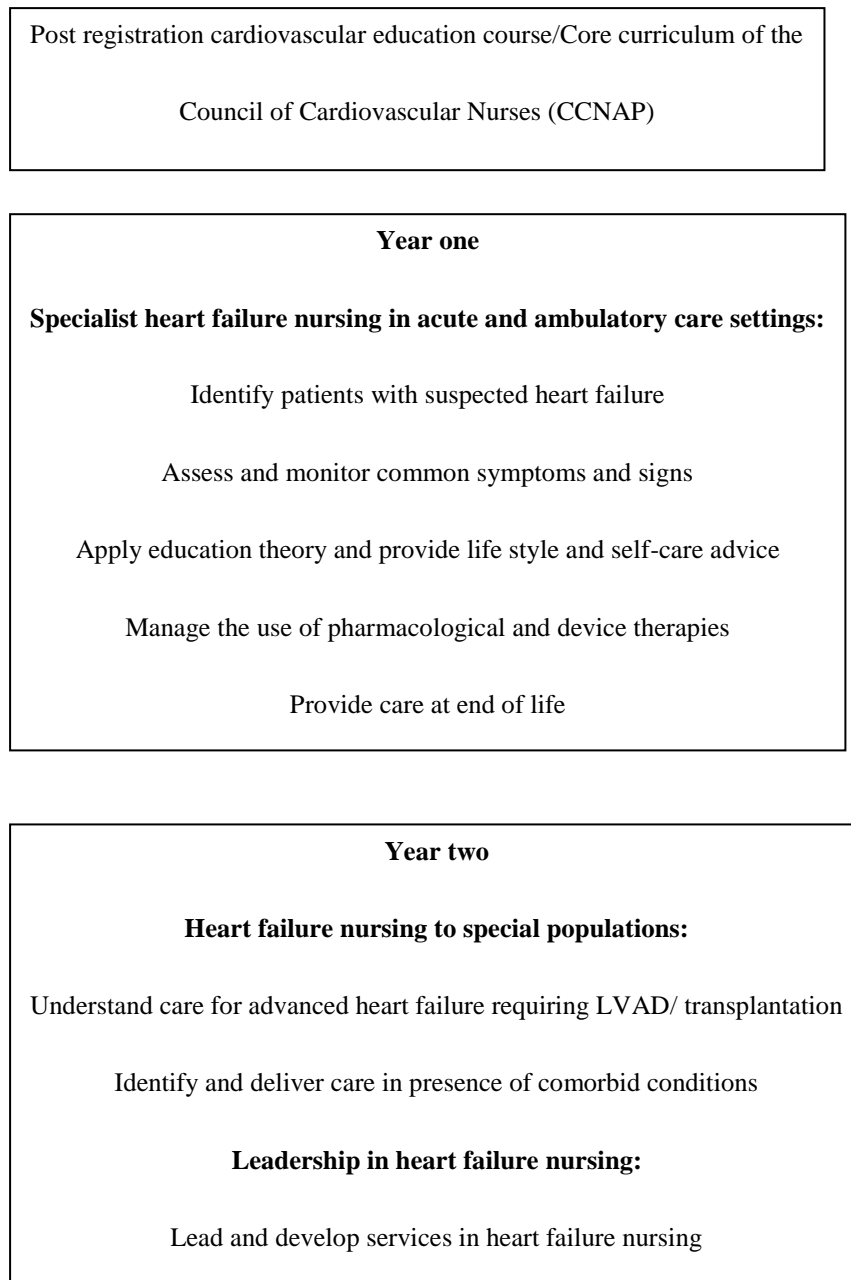 Post registration cardiovascular education course/Core curriculum of the
Council of Cardiovascular Nurses (CCNAP)
Year one
Specialist heart failure nursing in acute and ambulatory care settings:
Identify patients with suspected heart failure
Assess and monitor common symptoms and signs
Apply education theory and provide life style and self-care advice
Manage the use of pharmacological and device therapies
Provide care at end of life
Year two
Heart failure nursing to special populations:
Understand care for advanced heart failure requiring LVAD/ transplantation
Identify and deliver care in presence of comorbid conditions
Leadership in heart failure nursing:
Lead and develop services in heart failure nursing